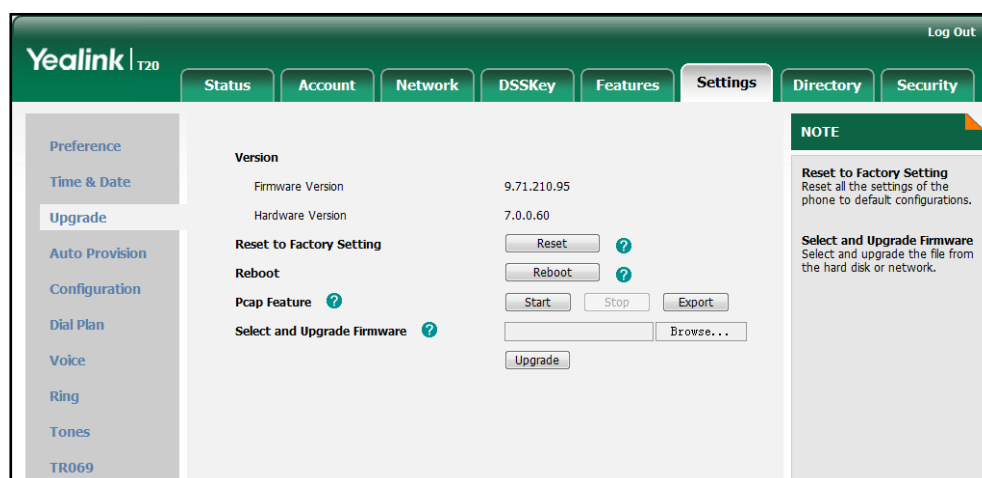 Log Out
Yealink T20
Status Account Network DSSKey Features Settings Directory Security
Preference
Time & Date
Upgrade
Auto Provision
Configuration
Dial Plan
Voice
Ring
Tones
TR069
Version
Firmware Version 9.71.210.95
Hardware Version 7.0.0.60
Reset to Factory Setting Reset ?
Reboot Reboot ?
Pcap Feature ? Start Stop Export
Select and Upgrade Firmware ? Browse...
Upgrade
NOTE
Reset to Factory Setting
Reset all the settings of the
phone to default configurations.
Select and Upgrade Firmware
Select and upgrade the file from
the hard disk or network.